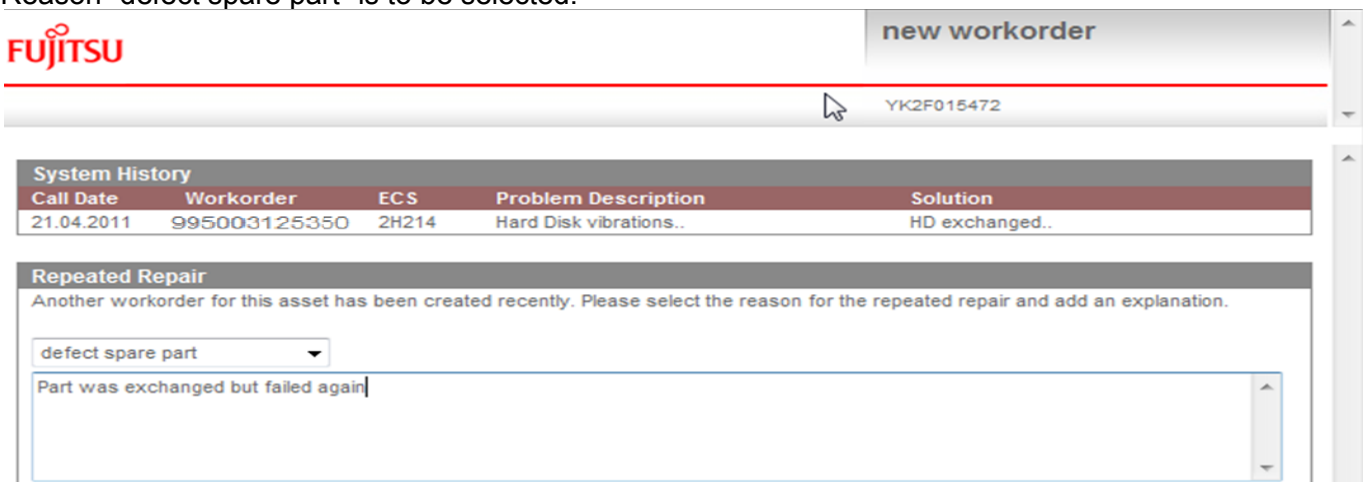 Reason "defect spare part" is to be selected.
FUJITSU
new workorder
YK2F015472
System History
Call Date Workorder ECS Problem Description Solution
21.04.2011 995003125350 2H214 Hard Disk vibrations.. HD exchanged..
Repeated Repair
Another workorder for this asset has been created recently. Please select the reason for the repeated repair and add an explanation.
defect spare part
Part was exchanged but failed again